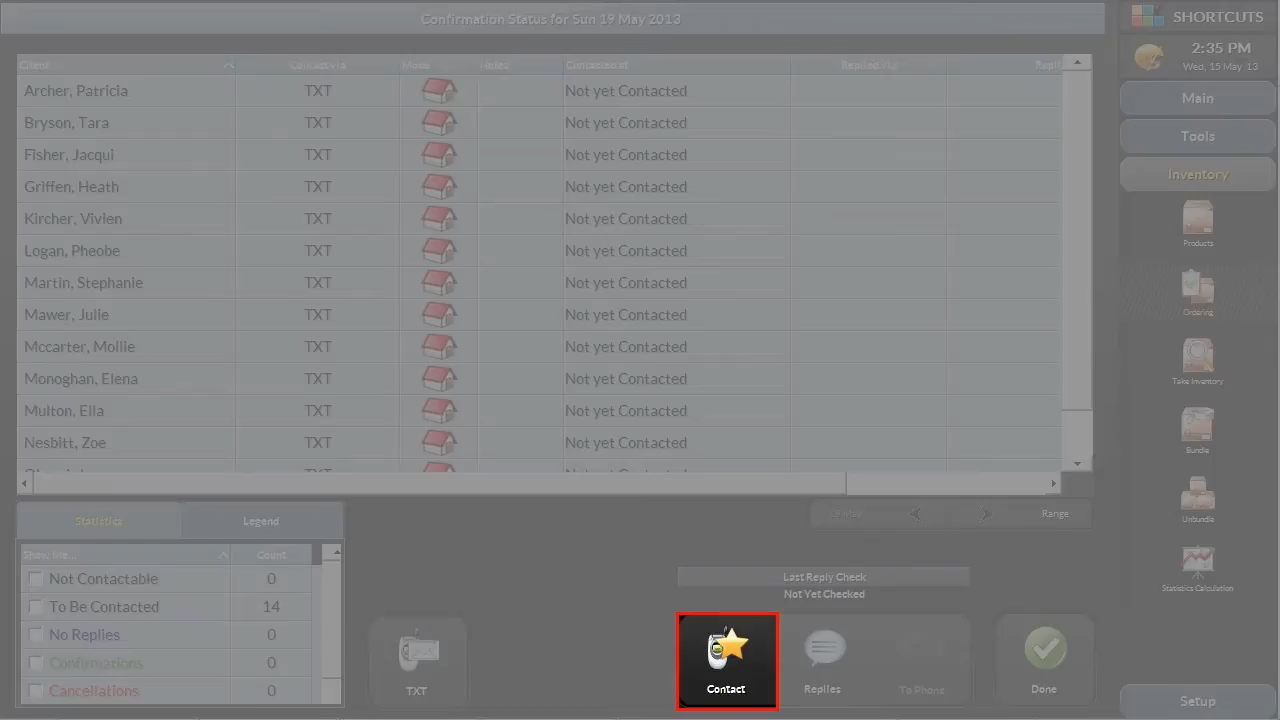 Confirmation Status for Sun 19 May 2013
SHORTCUTS
2:35 PM
Wed, 15 May '13
Main
Tools
Inventory
Products
Ordering
Take Inventory
Bundle
Unbundle
Statistics Calculation
Setup
Client Contact via Mode Notes Contacted at Replied via
Archer, Patricia TXT Not yet Contacted
Bryson, Tara TXT Not yet Contacted
Fisher, Jacqui TXT Not yet Contacted
Griffen, Heath TXT Not yet Contacted
Kircher, Vivien TXT Not yet Contacted
Logan, Pheobe TXT Not yet Contacted
Martin, Stephanie TXT Not yet Contacted
Mawer, Julie TXT Not yet Contacted
Mccarter, Mollie TXT Not yet Contacted
Monoghan, Elena TXT Not yet Contacted
Multon, Ella TXT Not yet Contacted
Nesbitt, Zoe TXT Not yet Contacted
Range
Statistics Legend
Show Me... Count
Not Contactable 0
To Be Contacted 14
No Replies 0
Confirmations 0
Cancellations 0
Last Reply Check
Not Yet Checked
TXT
Contact
Replies
To Phone
Done